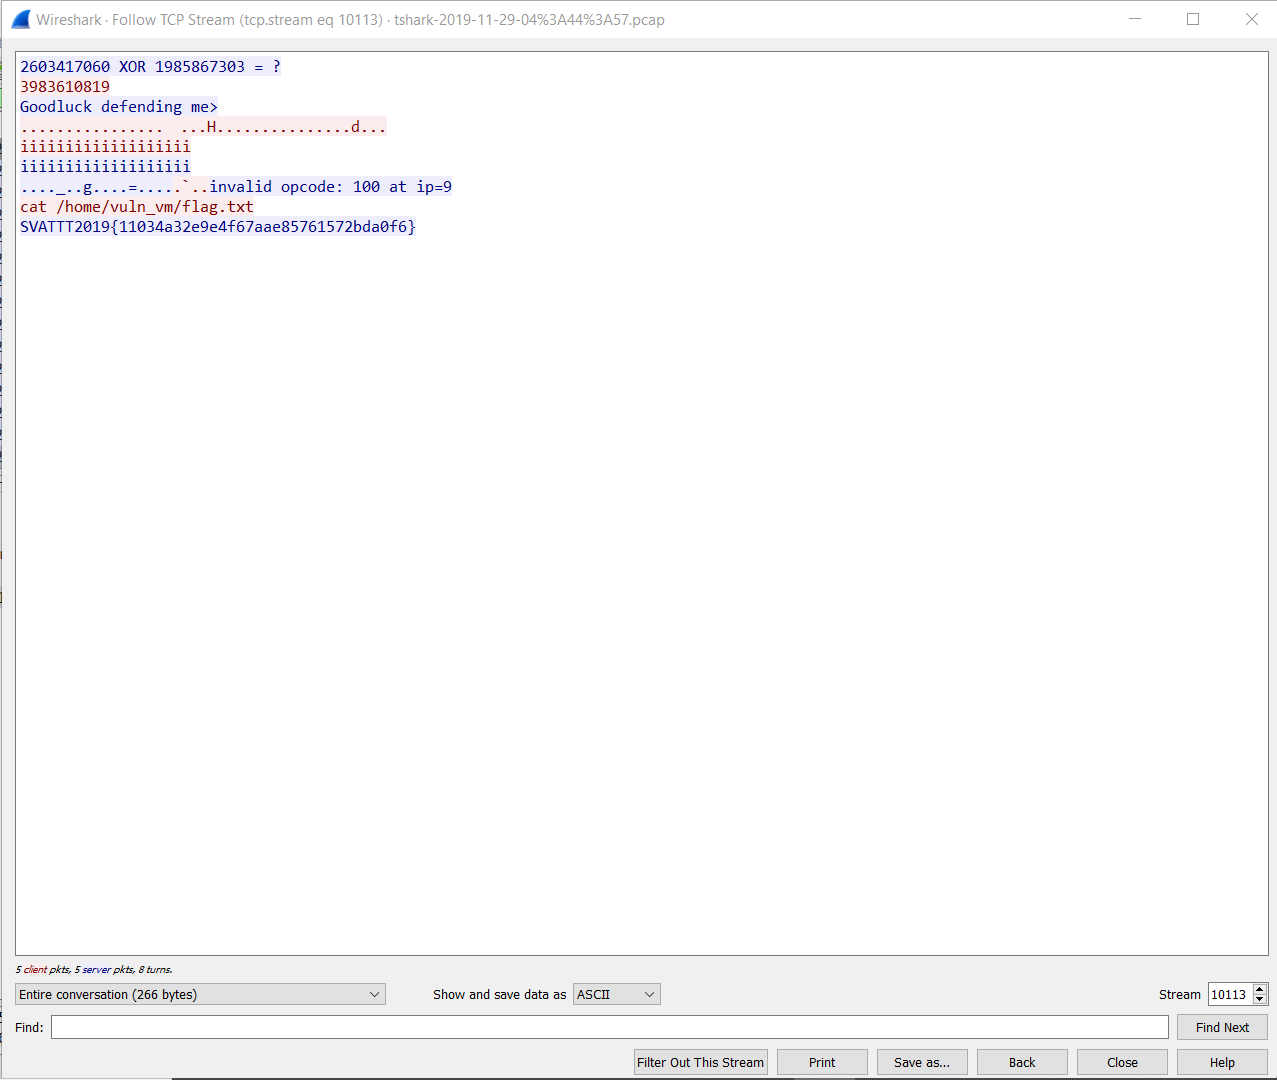 Wireshark · Follow TCP Stream (tcp.stream eq 10113) · tshark-2019-11-29-04%3A44%3A57.pcap
2603417060 XOR 1985867303 = ?
3983610819
Goodluck defending me>
................  ...H...............d...
iiiiiiiiiiiiiiiiiii
iiiiiiiiiiiiiiiiiii
...._..g....=.....`..invalid opcode: 100 at ip=9
cat /home/vuln_vm/flag.txt
SVATTT2019{11034a32e9e4f67aae85761572bda0f6}
5 client pkts, 5 server pkts, 8 turns.
Entire conversation (266 bytes) Show and save data as ASCII Stream 10113
Find: Find Next
Filter Out This Stream Print Save as... Back Close Help